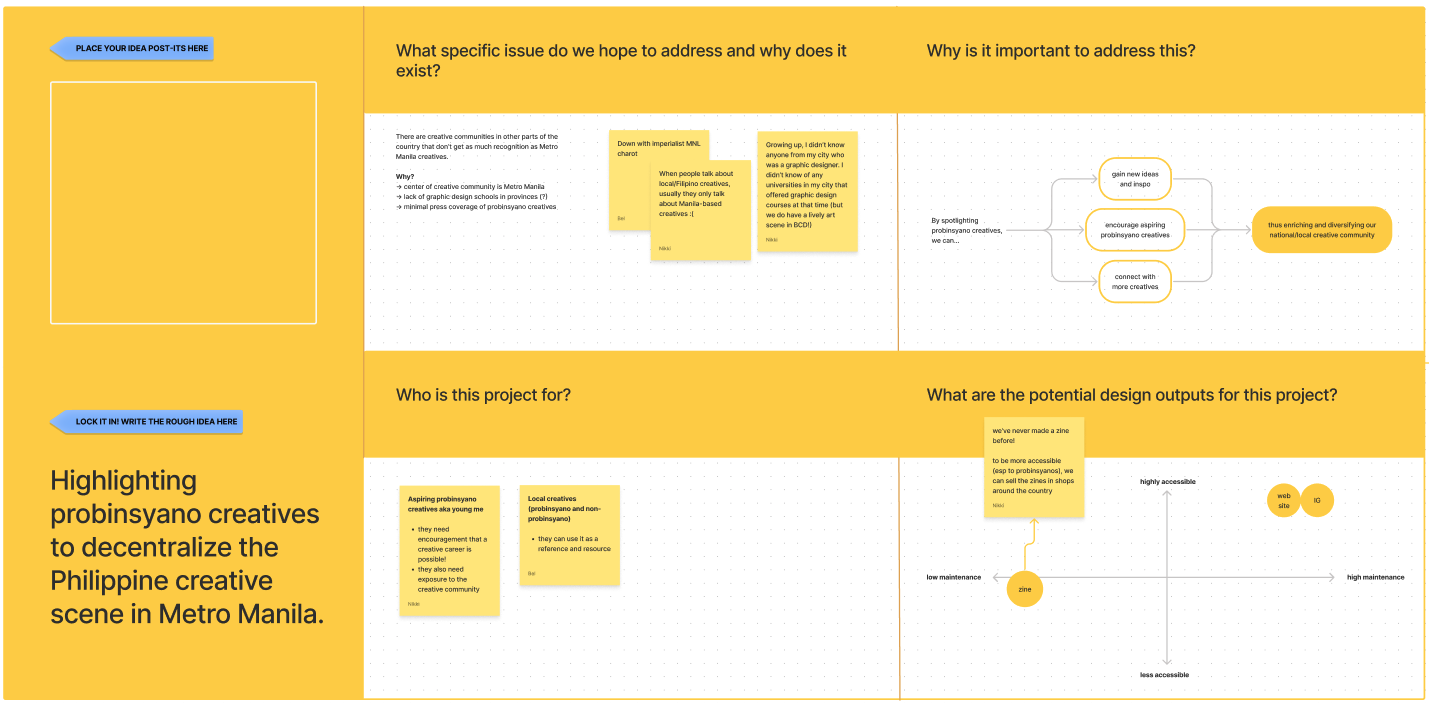 PLACE YOUR IDEA POST-ITS HERE
LOCK IT IN! WRITE THE ROUGH IDEA HERE
Highlighting
probinsyano creatives
to decentralize the
Philippine creative
scene in Metro Manila.
What specific issue do we hope to address and why does it
exist?
There are creative communities in other parts of the
country that don't get as much recognition as Metro
Manila creatives.
Why?
→ center of creative community is Metro Manila
→ lack of graphic design schools in provinces (?)
→ minimal press coverage of probinsyano creatives
Down with imperialist MNL
charot
Bel
When people talk about
local/Filipino creatives,
usually they only talk
about Manila-based
creatives :(
Nikki
Growing up, I didn't know
anyone from my city who
was a graphic designer. I
didn't know of any
universities in my city that
offered graphic design
courses at that time (but
we do have a lively art
scene in BCD!)
Nikki
Why is it important to address this?
By spotlighting
probinsyano creatives,
we can...
gain new ideas
and inspo
encourage aspiring
probinsyano creatives
connect with
more creatives
thus enriching and diversifying our
national/local creative community
Who is this project for?
Aspiring probinsyano
creatives aka young me
• they need
encouragement that a
creative career is
possible!
• they also need
exposure to the
creative community
Nikki
Local creatives
(probinsyano and non-
probinsyano)
• they can use it as a
reference and resource
Bel
What are the potential design outputs for this project?
we've never made a zine
before!
to be more accessible
(esp to probinsyanos), we
can sell the zines in shops
around the country
Nikki
highly accessible
web
site
IG
low maintenance
high maintenance
zine
less accessible